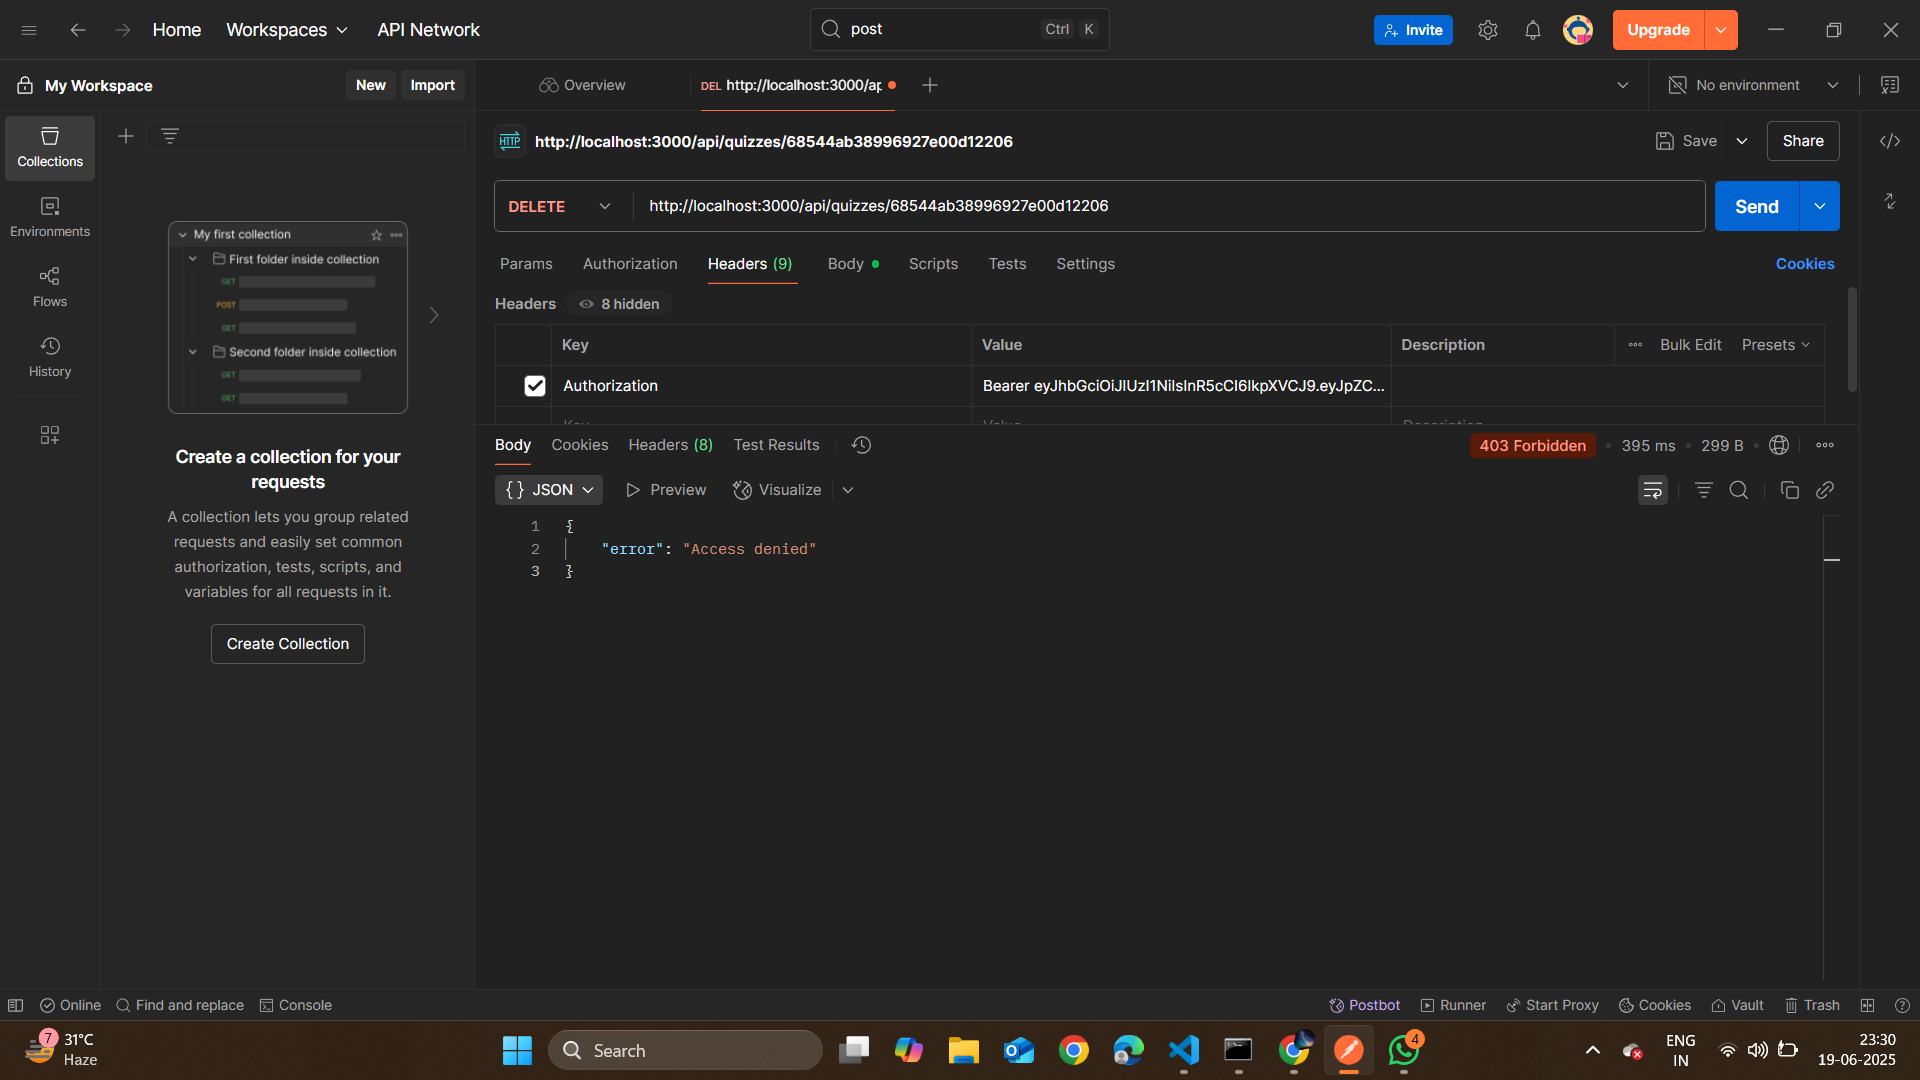 Home
Workspaces
API Network
post
Ctrl K
Invite
Upgrade
My Workspace
New
Import
Overview
DEL http://localhost:3000/ap
No environment
Collections
Environments
Flows
History
My first collection
First folder inside collection
GET
POST
GET
Second folder inside collection
GET
GET
Create a collection for your
requests
A collection lets you group related
requests and easily set common
authorization, tests, scripts, and
variables for all requests in it.
Create Collection
HTTP http://localhost:3000/api/quizzes/68544ab38996927e00d12206
Save
Share
DELETE
http://localhost:3000/api/quizzes/68544ab38996927e00d12206
Send
Params Authorization Headers (9) Body Scripts Tests Settings
Cookies
Headers 8 hidden
Key Value Description
Bulk Edit Presets
Authorization
Bearer eyJhbGciOiJIUzI1NiIsInR5cCI6IkpXVCJ9.eyJpZC...
Key Value Description
Body Cookies Headers (8) Test Results
403 Forbidden 395 ms 299 B
{} JSON Preview Visualize
1 {
2 "error": "Access denied"
3 }
Online Find and replace Console
Postbot Runner Start Proxy Cookies Vault Trash
7
31°C
Haze
Search
4
ENG
IN
23:30
19-06-2025